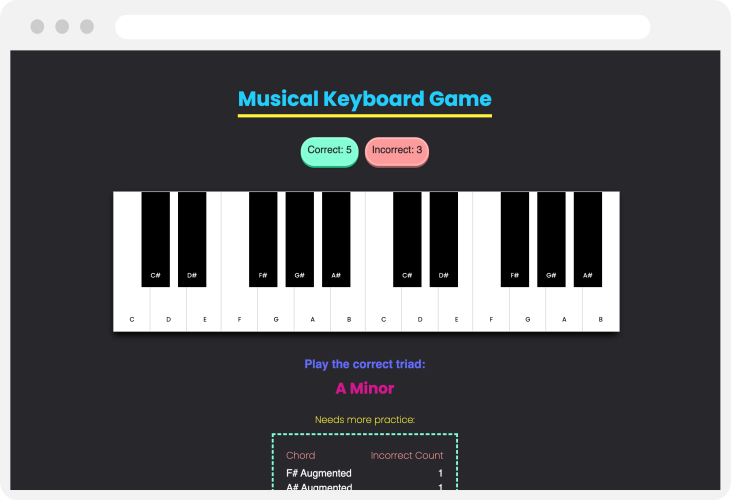 Musical Keyboard Game
Correct: 5 Incorrect: 3
C# D# F# G# A# C# D# F# G# A#
C D E F G A B C D E F G A B
Play the correct triad:
A Minor
Needs more practice:
Chord Incorrect Count
F# Augmented 1
A# Augmented 1